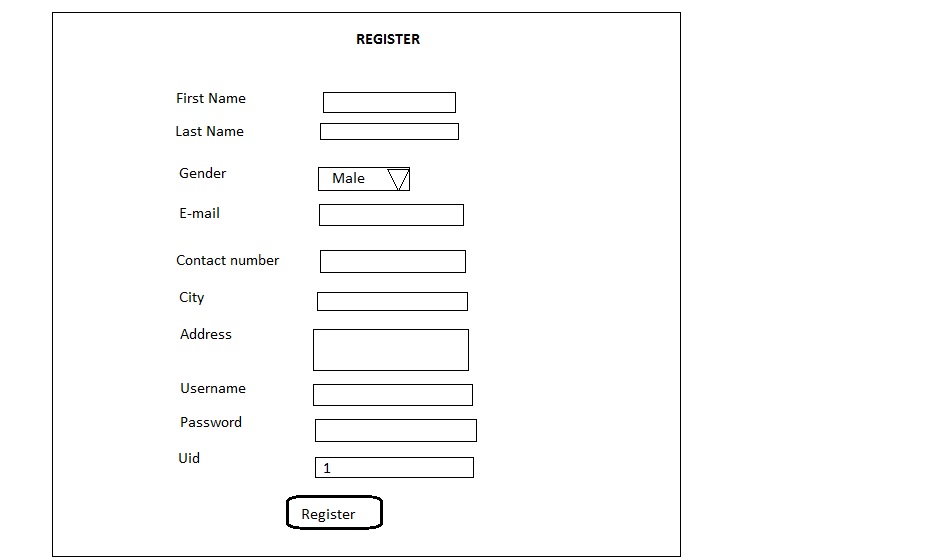 REGISTER
First Name
Last Name
Gender Male
E-mail
Contact number
City
Address
Username
Password
Uid 1
Register